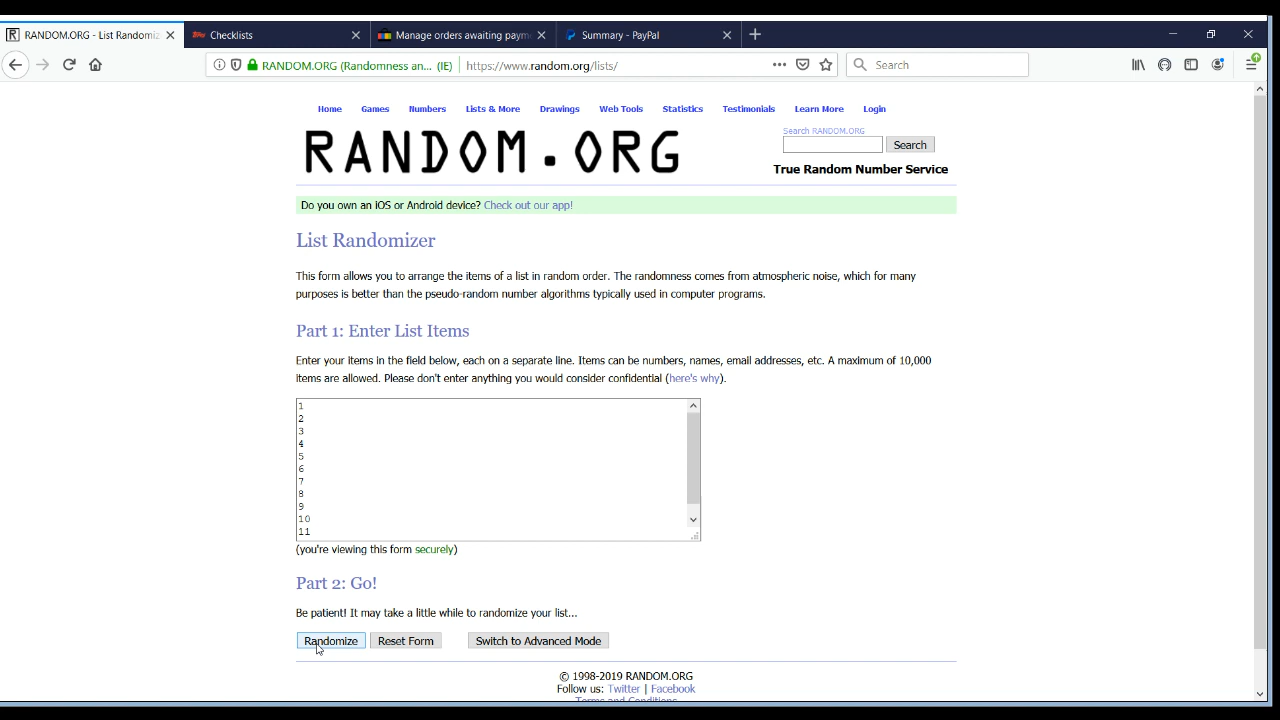 RANDOM.ORG - List Randomiz
Checklists
Manage orders awaiting paym
Summary - PayPal
RANDOM.ORG (Randomness an... (IE)
https://www.random.org/lists/
Search
Home Games Numbers Lists & More Drawings Web Tools Statistics Testimonials Learn More Login
RANDOM.ORG
Search RANDOM.ORG
Search
True Random Number Service
Do you own an iOS or Android device? Check out our app!
List Randomizer
This form allows you to arrange the items of a list in random order. The randomness comes from atmospheric noise, which for many
purposes is better than the pseudo-random number algorithms typically used in computer programs.
Part 1: Enter List Items
Enter your items in the field below, each on a separate line. Items can be numbers, names, email addresses, etc. A maximum of 10,000
items are allowed. Please don't enter anything you would consider confidential (here's why).
1
2
3
4
5
6
7
8
9
10
11
(you're viewing this form securely)
Part 2: Go!
Be patient! It may take a little while to randomize your list...
Randomize Reset Form Switch to Advanced Mode
© 1998-2019 RANDOM.ORG
Follow us: Twitter | Facebook
Terms and Conditions